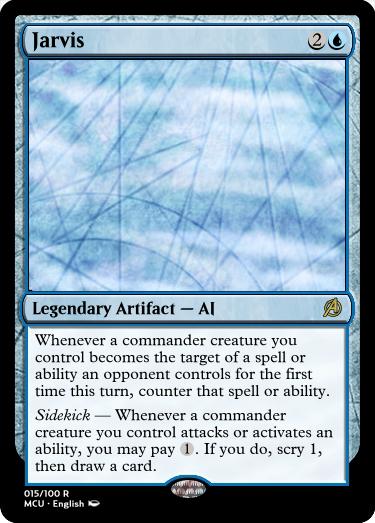 Jarvis 2
Legendary Artifact — AI
Whenever a commander creature you
control becomes the target of a spell or
ability an opponent controls for the first
time this turn, counter that spell or ability.
Sidekick — Whenever a commander
creature you control attacks or activates an
ability, you may pay 1. If you do, scry 1,
then draw a card.
015/100 R
MCU • English